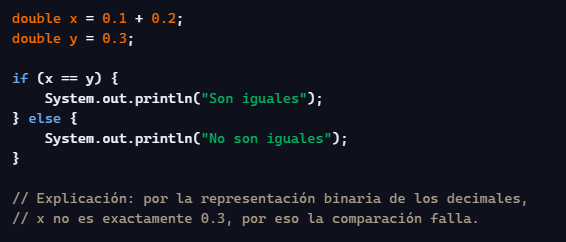 double x = 0.1 + 0.2;
double y = 0.3;

if (x == y) {
    System.out.println("Son iguales");
} else {
    System.out.println("No son iguales");
}

// Explicación: por la representación binaria de los decimales,
// x no es exactamente 0.3, por eso la comparación falla.